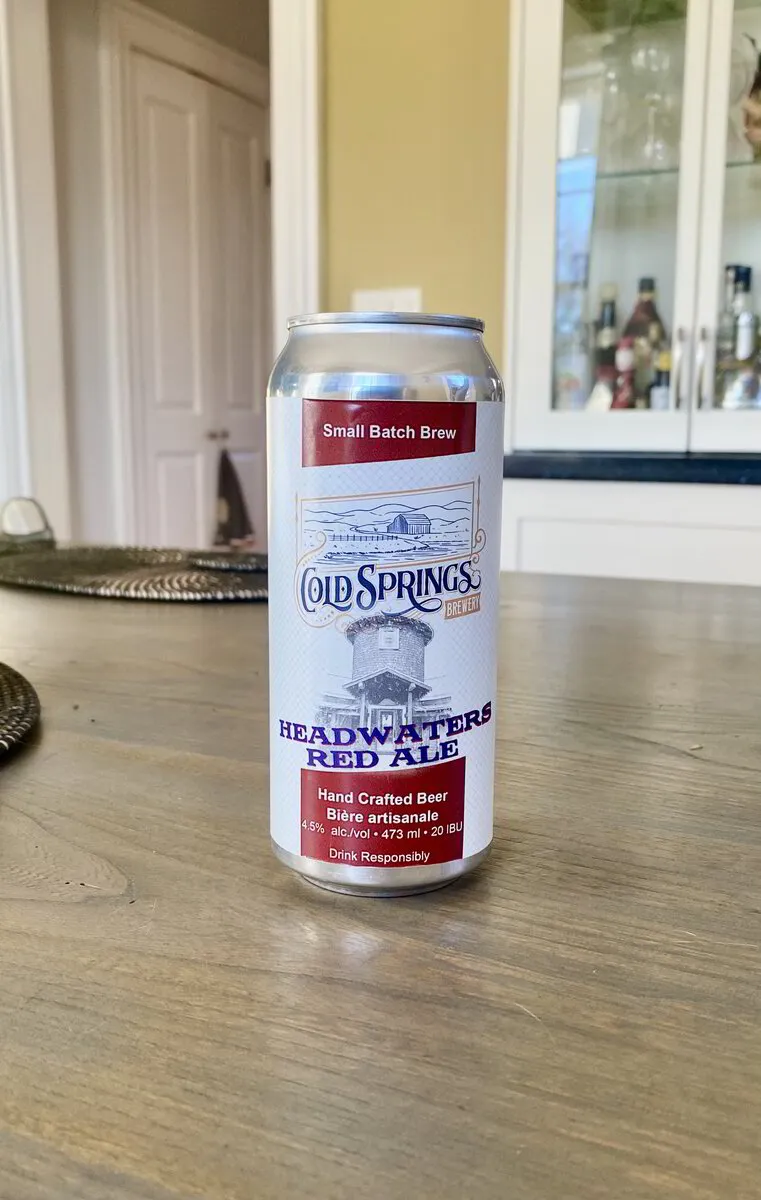 Small Batch Brew
COLD SPRINGS
BREWERY
HEADWATERS
RED ALE
Hand Crafted Beer
Bière artisanale
4.5% alc./vol • 473 ml • 20 IBU
Drink Responsibly